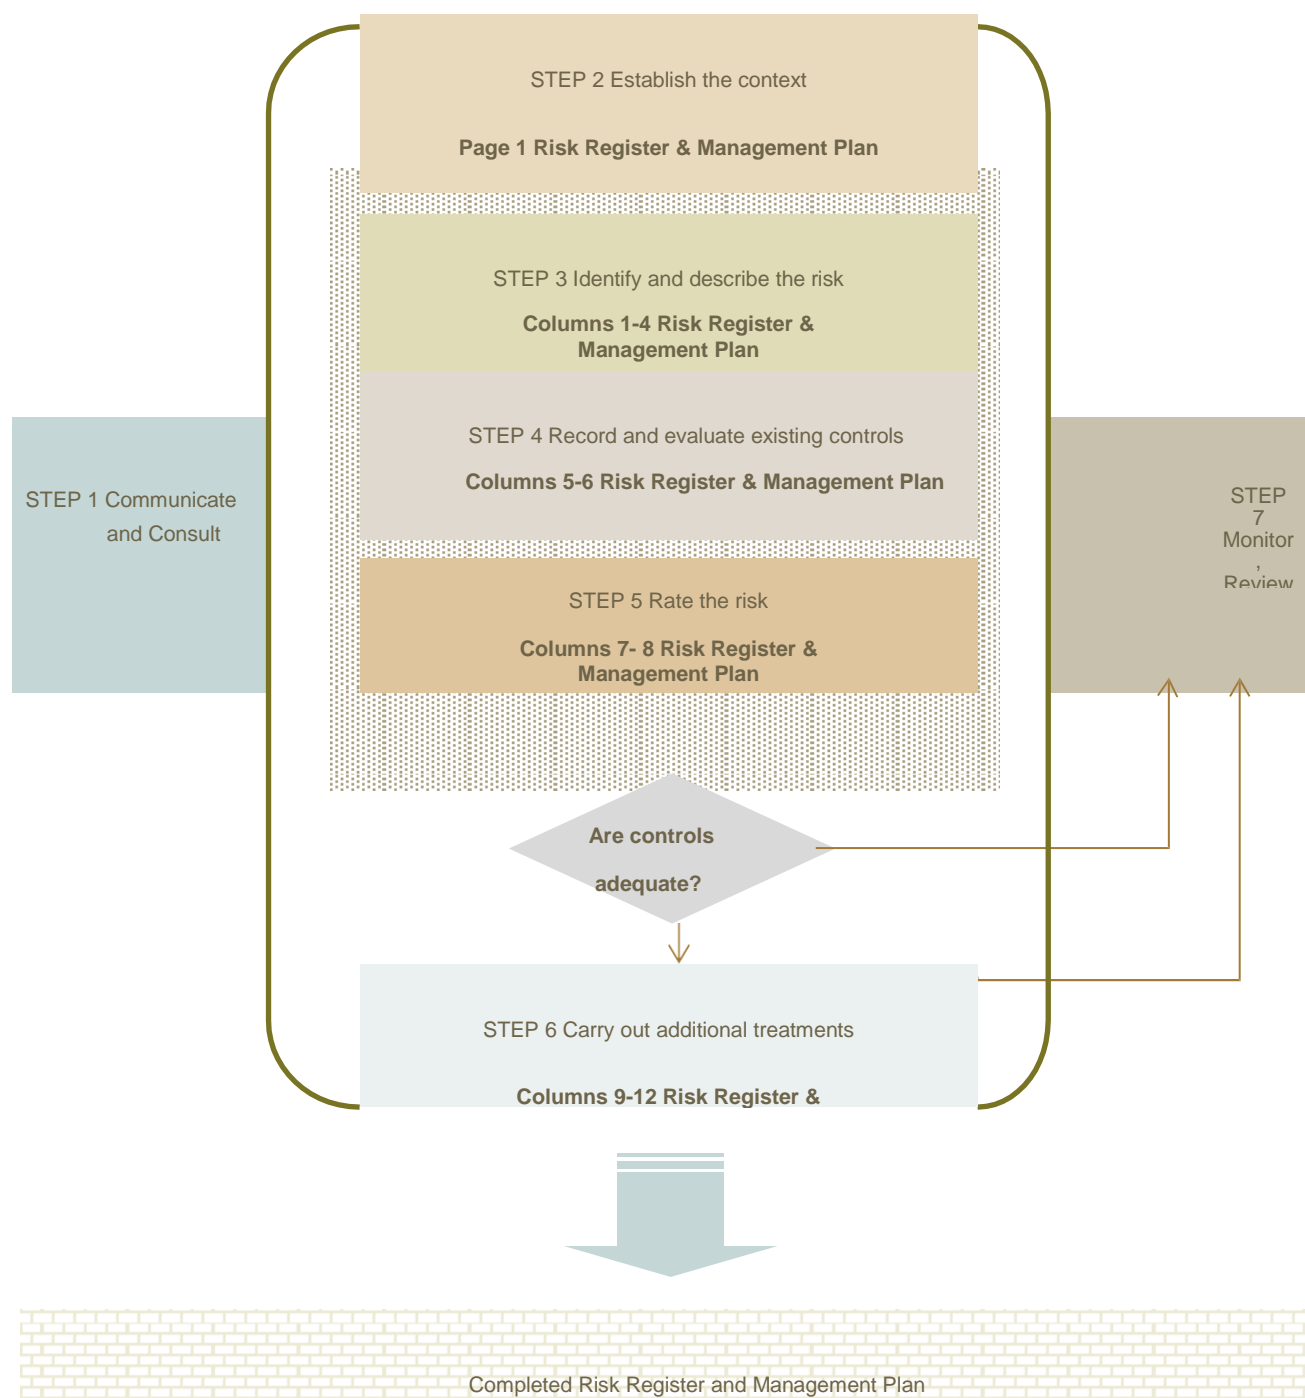 STEP 2 Establish the context
Page 1 Risk Register & Management Plan
STEP 3 Identify and describe the risk
Columns 1-4 Risk Register &
Management Plan
STEP 4 Record and evaluate existing controls
Columns 5-6 Risk Register & Management Plan
STEP 1 Communicate
and Consult
STEP
7
Monitor
,
Review
STEP 5 Rate the risk
Columns 7- 8 Risk Register &
Management Plan
Are controls
adequate?
STEP 6 Carry out additional treatments
Columns 9-12 Risk Register &
Completed Risk Register and Management Plan